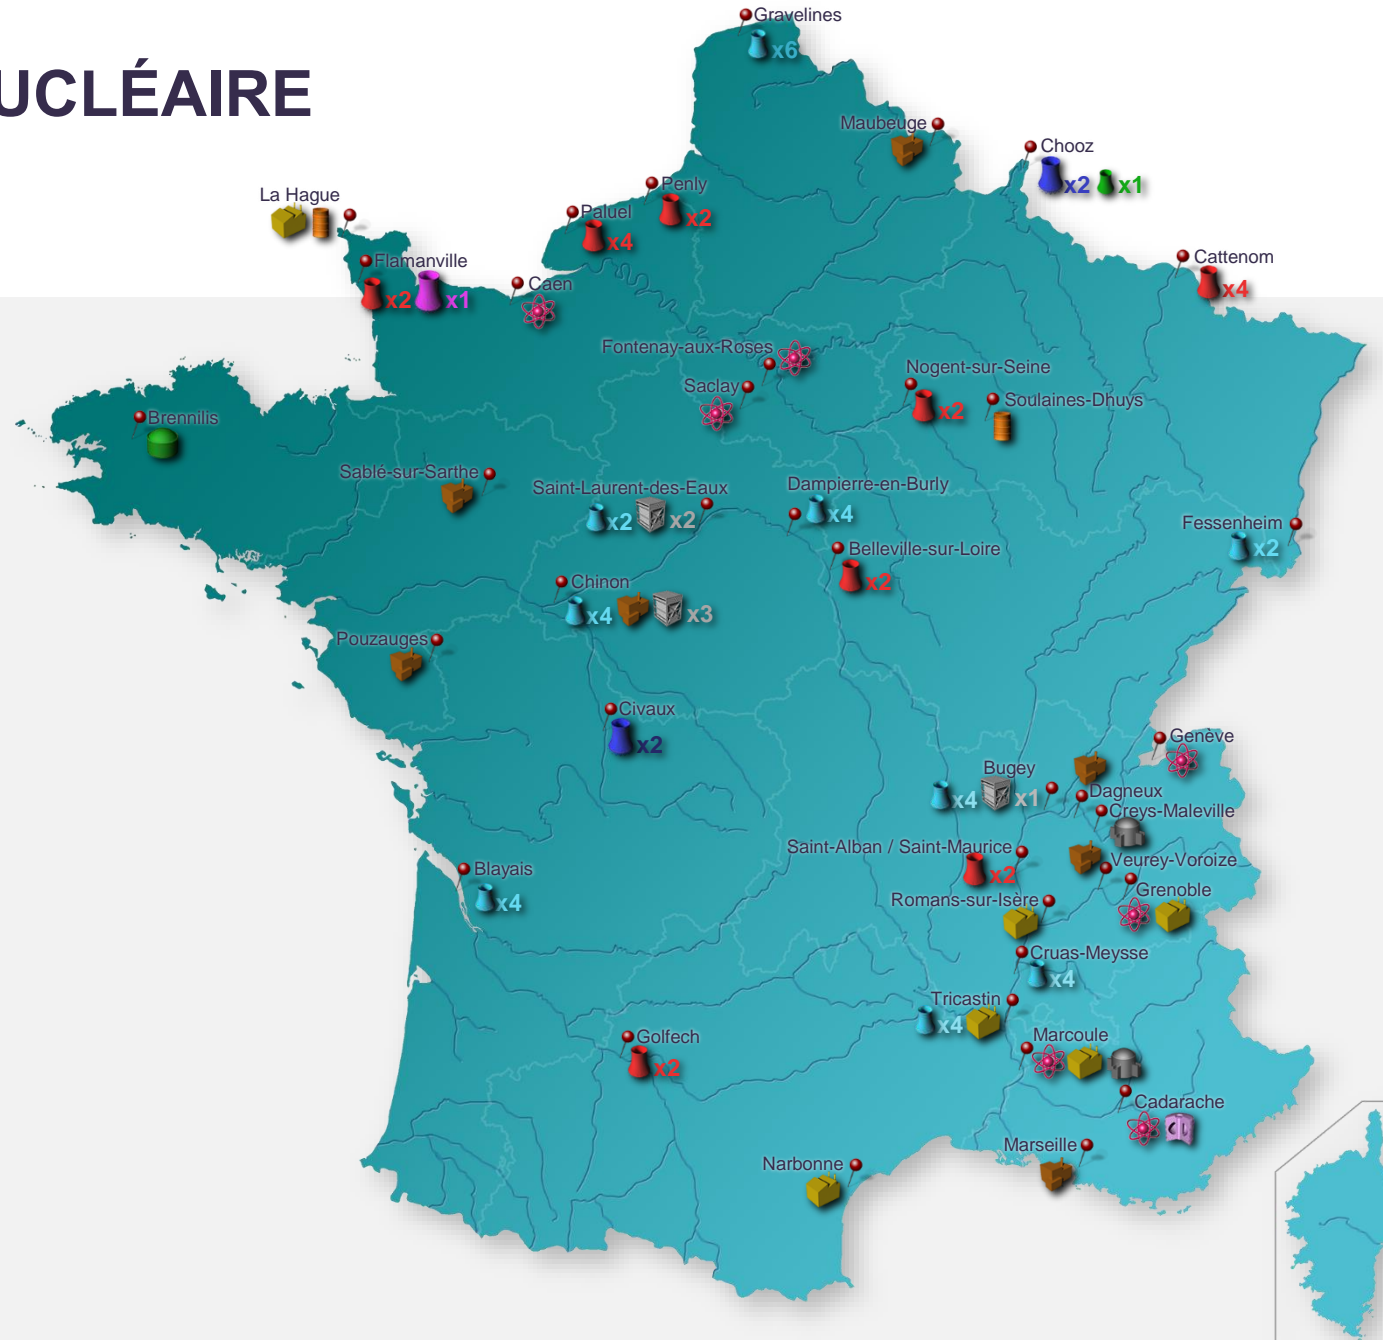 UCLÉAIRE
Gravelines
x6
Maubeuge
Chooz
x2 x1
La Hague
Penly
x2
Paluel
x4
Flamanville
x2 x1
Caen
Cattenom
x4
Fontenay-aux-Roses
Saclay
Nogent-sur-Seine
x2
Soulaines-Dhuys
Brennilis
Sablé-sur-Sarthe
Saint-Laurent-des-Eaux
x2 x2
Dampierre-en-Burly
x4
Fessenheim
x2
Belleville-sur-Loire
x2
Chinon
x4 x3
Pouzauges
Civaux
x2
Genève
Bugey
x4 x1
Dagneux
Creys-Maleville
Saint-Alban / Saint-Maurice
x2
Veurey-Voroize
Blayais
x4
Grenoble
Romans-sur-Isère
Cruas-Meysse
x4
Tricastin
x4
Golfech
x2
Marcoule
Cadarache
Marseille
Narbonne